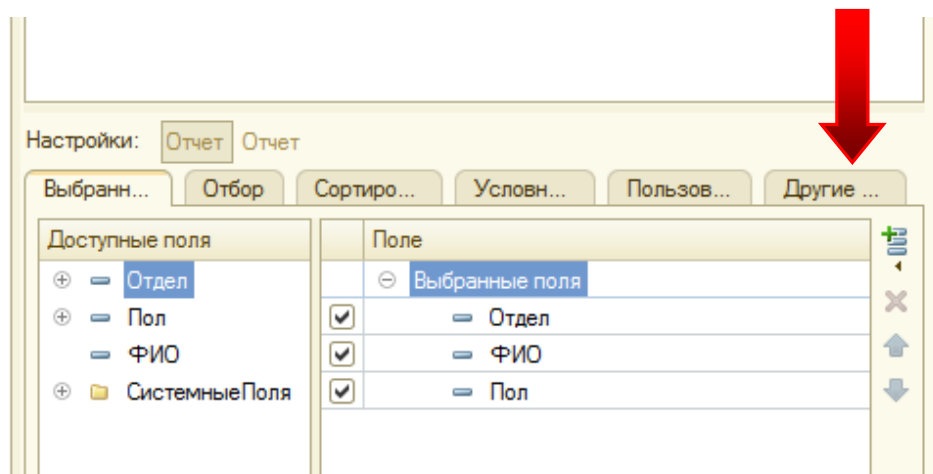 Настройки: Отчет Отчет
Выбранн... Отбор Сортиро... Условн... Пользов... Другие ...
Доступные поля Поле
Отдел Выбранные поля
Пол Отдел
ФИО ФИО
СистемныеПоля Пол